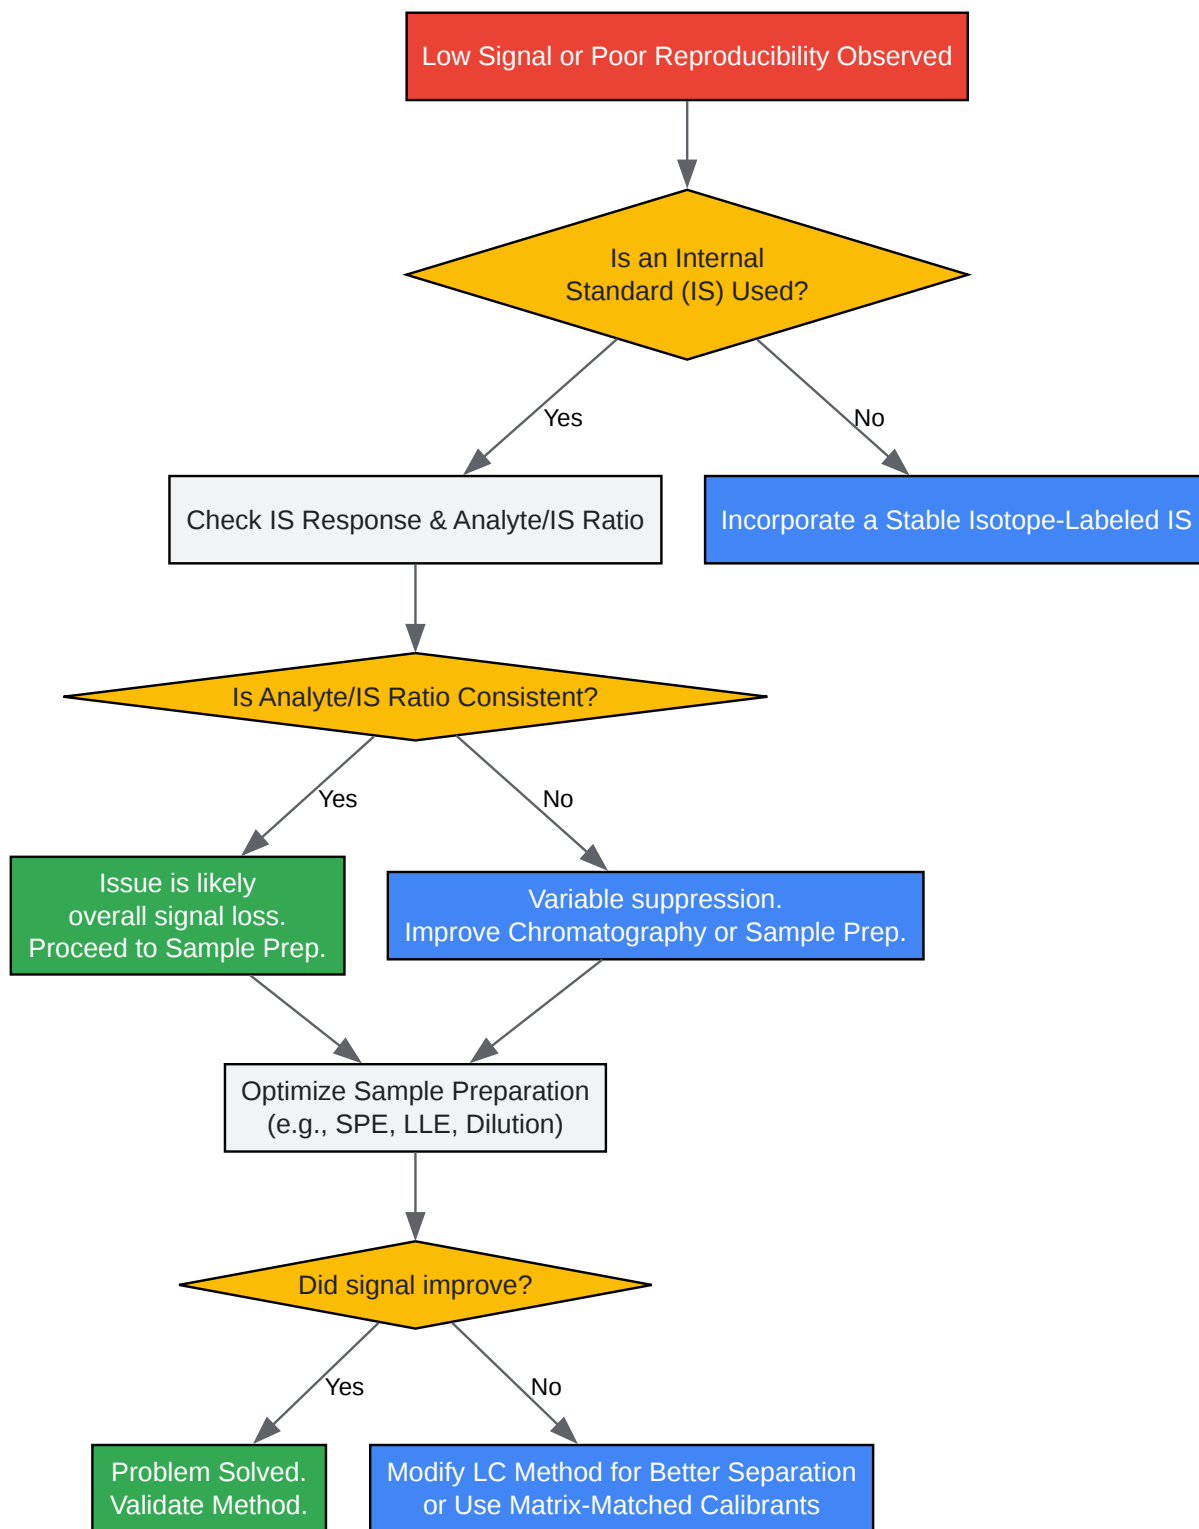 Low Signal or Poor Reproducibility Observed
Is an Internal
Standard (IS) Used?
Yes
No
Check IS Response & Analyte/IS Ratio
Incorporate a Stable Isotope-Labeled IS
Is Analyte/IS Ratio Consistent?
Yes
No
Issue is likely
overall signal loss.
Proceed to Sample Prep.
Variable suppression.
Improve Chromatography or Sample Prep.
Optimize Sample Preparation
(e.g., SPE, LLE, Dilution)
Did signal improve?
Yes
No
Problem Solved.
Validate Method.
Modify LC Method for Better Separation
or Use Matrix-Matched Calibrants